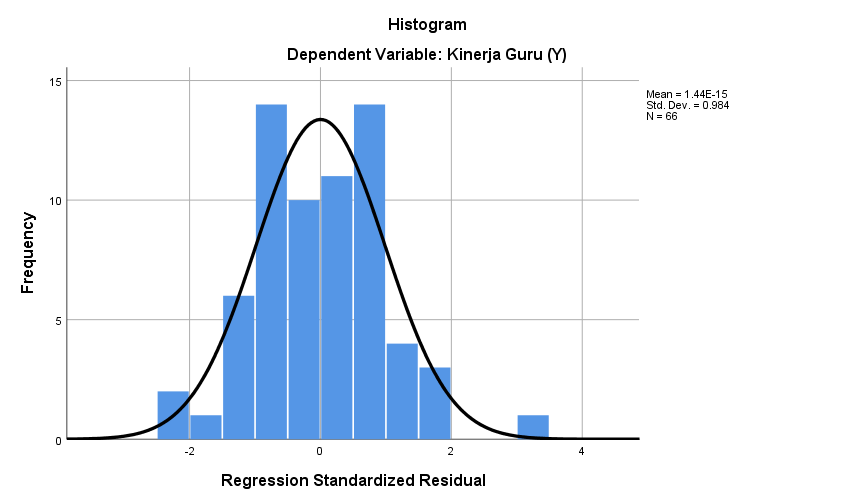 Histogram
Dependent Variable: Kinerja Guru (Y)
Mean = 1.44E-15
Std. Dev. = 0.984
N = 66
15
10
5
0
Frequency
-2 0 2 4
Regression Standardized Residual